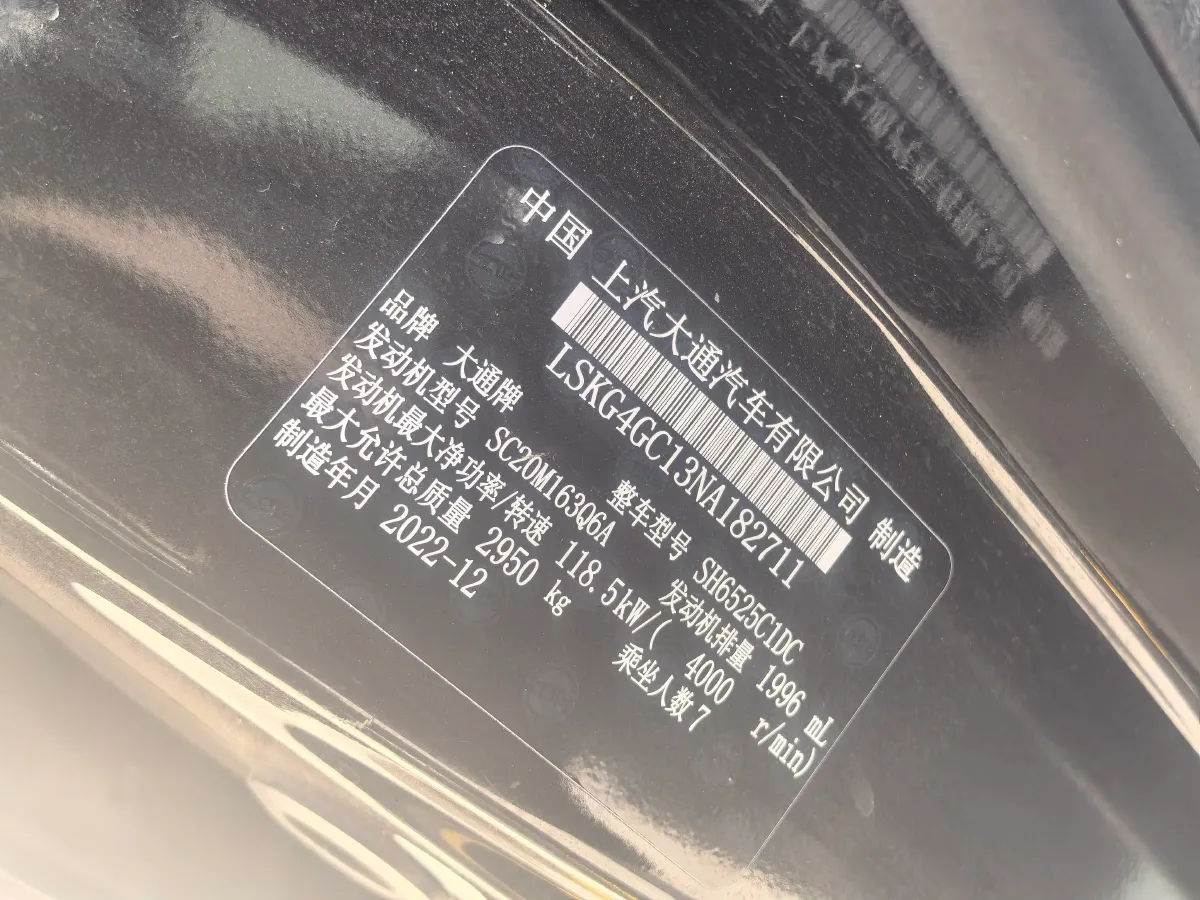 中国 上汽大通汽车有限公司 制造
LSKG4GC13NA182711
品牌 大通牌 整车型号 SH6525C1DC
发动机型号 SC20M163Q6A 发动机排量 1996 mL
发动机最大净功率/转速 118.5kW/( 4000 r/min)
最大允许总质量 2950 kg 乘坐人数7
制造年月 2022-12